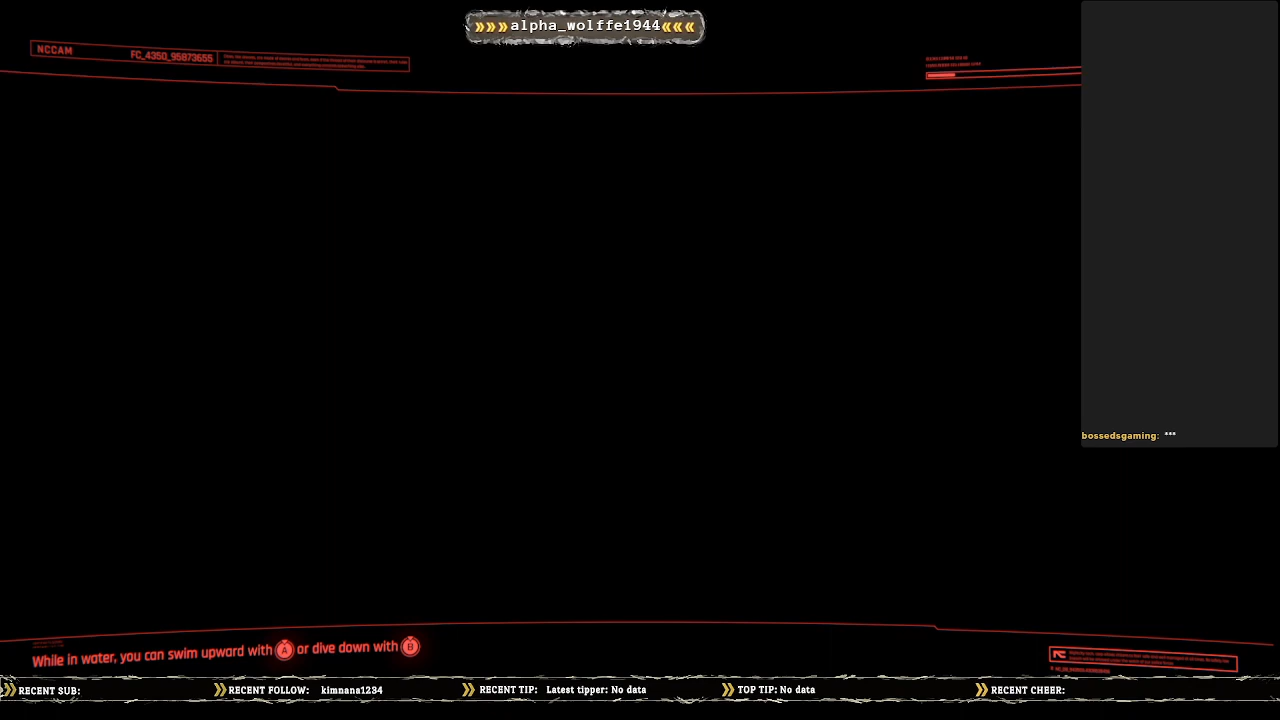 »»»alpha_wolffe1944«««
NCCAM FC_4350_95873655
bossedsgaming: ***
While in water, you can swim upward with A or dive down with B
» RECENT SUB: » RECENT FOLLOW: kimnana1234 » RECENT TIP: Latest tipper: No data » TOP TIP: No data » RECENT CHEER: